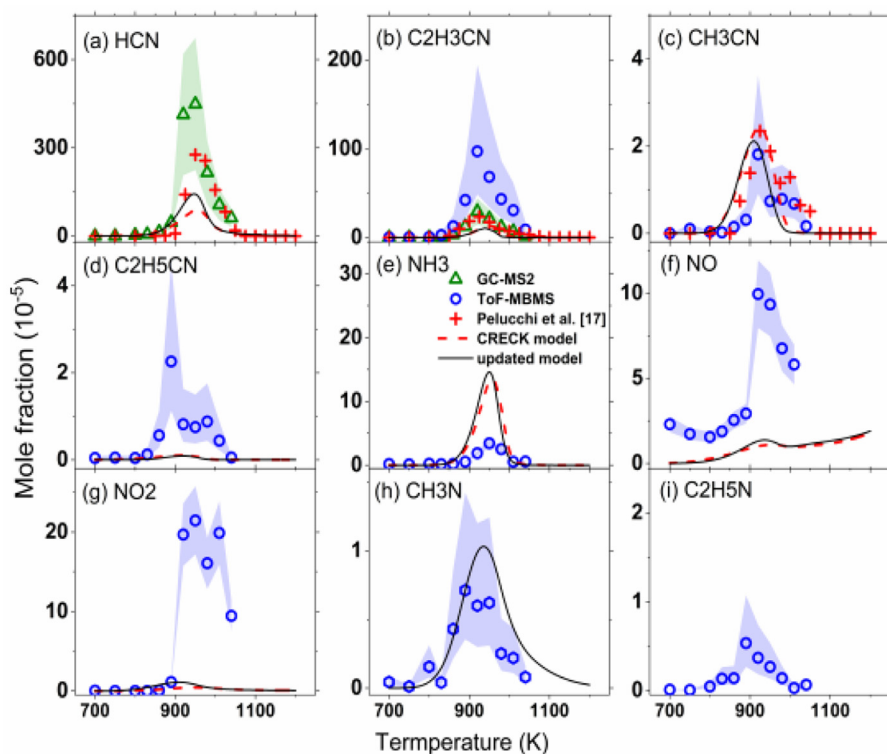 (a) HCN
(b) C2H3CN
(c) CH3CN
600
300
0
200
100
0
4
2
0
(d) C2H5CN
(e) NH3
GC-MS2
ToF-MBMS
Pelucchi et al. [17]
CRECK model
updated model
(f) NO
4
2
0
30
15
10
5
0
10
5
0
(g) NO2
(h) CH3N
(i) C2H5N
20
10
0
1
0
2
1
0
700 900 1100
700 900 1100
700 900 1100
Mole fraction (10-5)
Termperature (K)